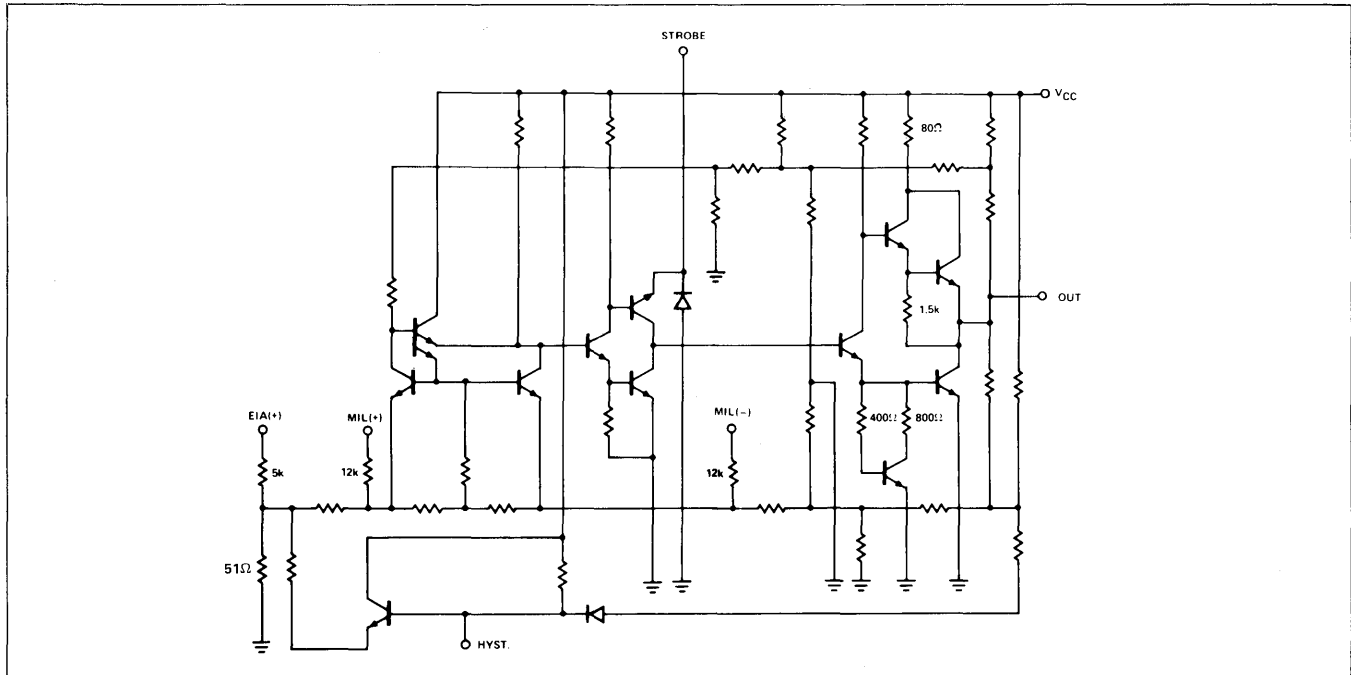 STROBE
VCC
80Ω
OUT
1.5k
EIA(+)
MIL(+)
MIL(−)
400Ω
800Ω
5k
12k
12k
51Ω
HYST.